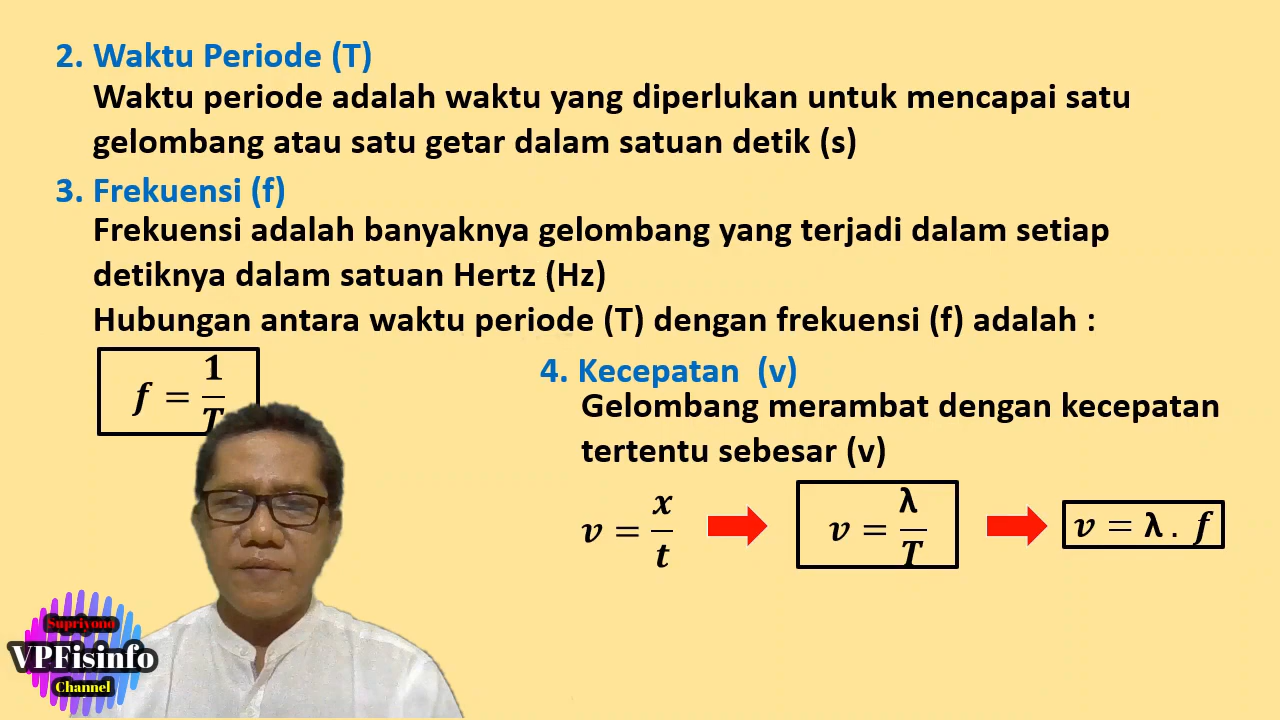 2. Waktu Periode (T)
Waktu periode adalah waktu yang diperlukan untuk mencapai satu
gelombang atau satu getar dalam satuan detik (s)
3. Frekuensi (f)
Frekuensi adalah banyaknya gelombang yang terjadi dalam setiap
detiknya dalam satuan Hertz (Hz)
Hubungan antara waktu periode (T) dengan frekuensi (f) adalah :
f = 1/T
4. Kecepatan (v)
Gelombang merambat dengan kecepatan
tertentu sebesar (v)
v = x/t
v = λ/T
v = λ . f
Supriyono
VPFisinfo
Channel